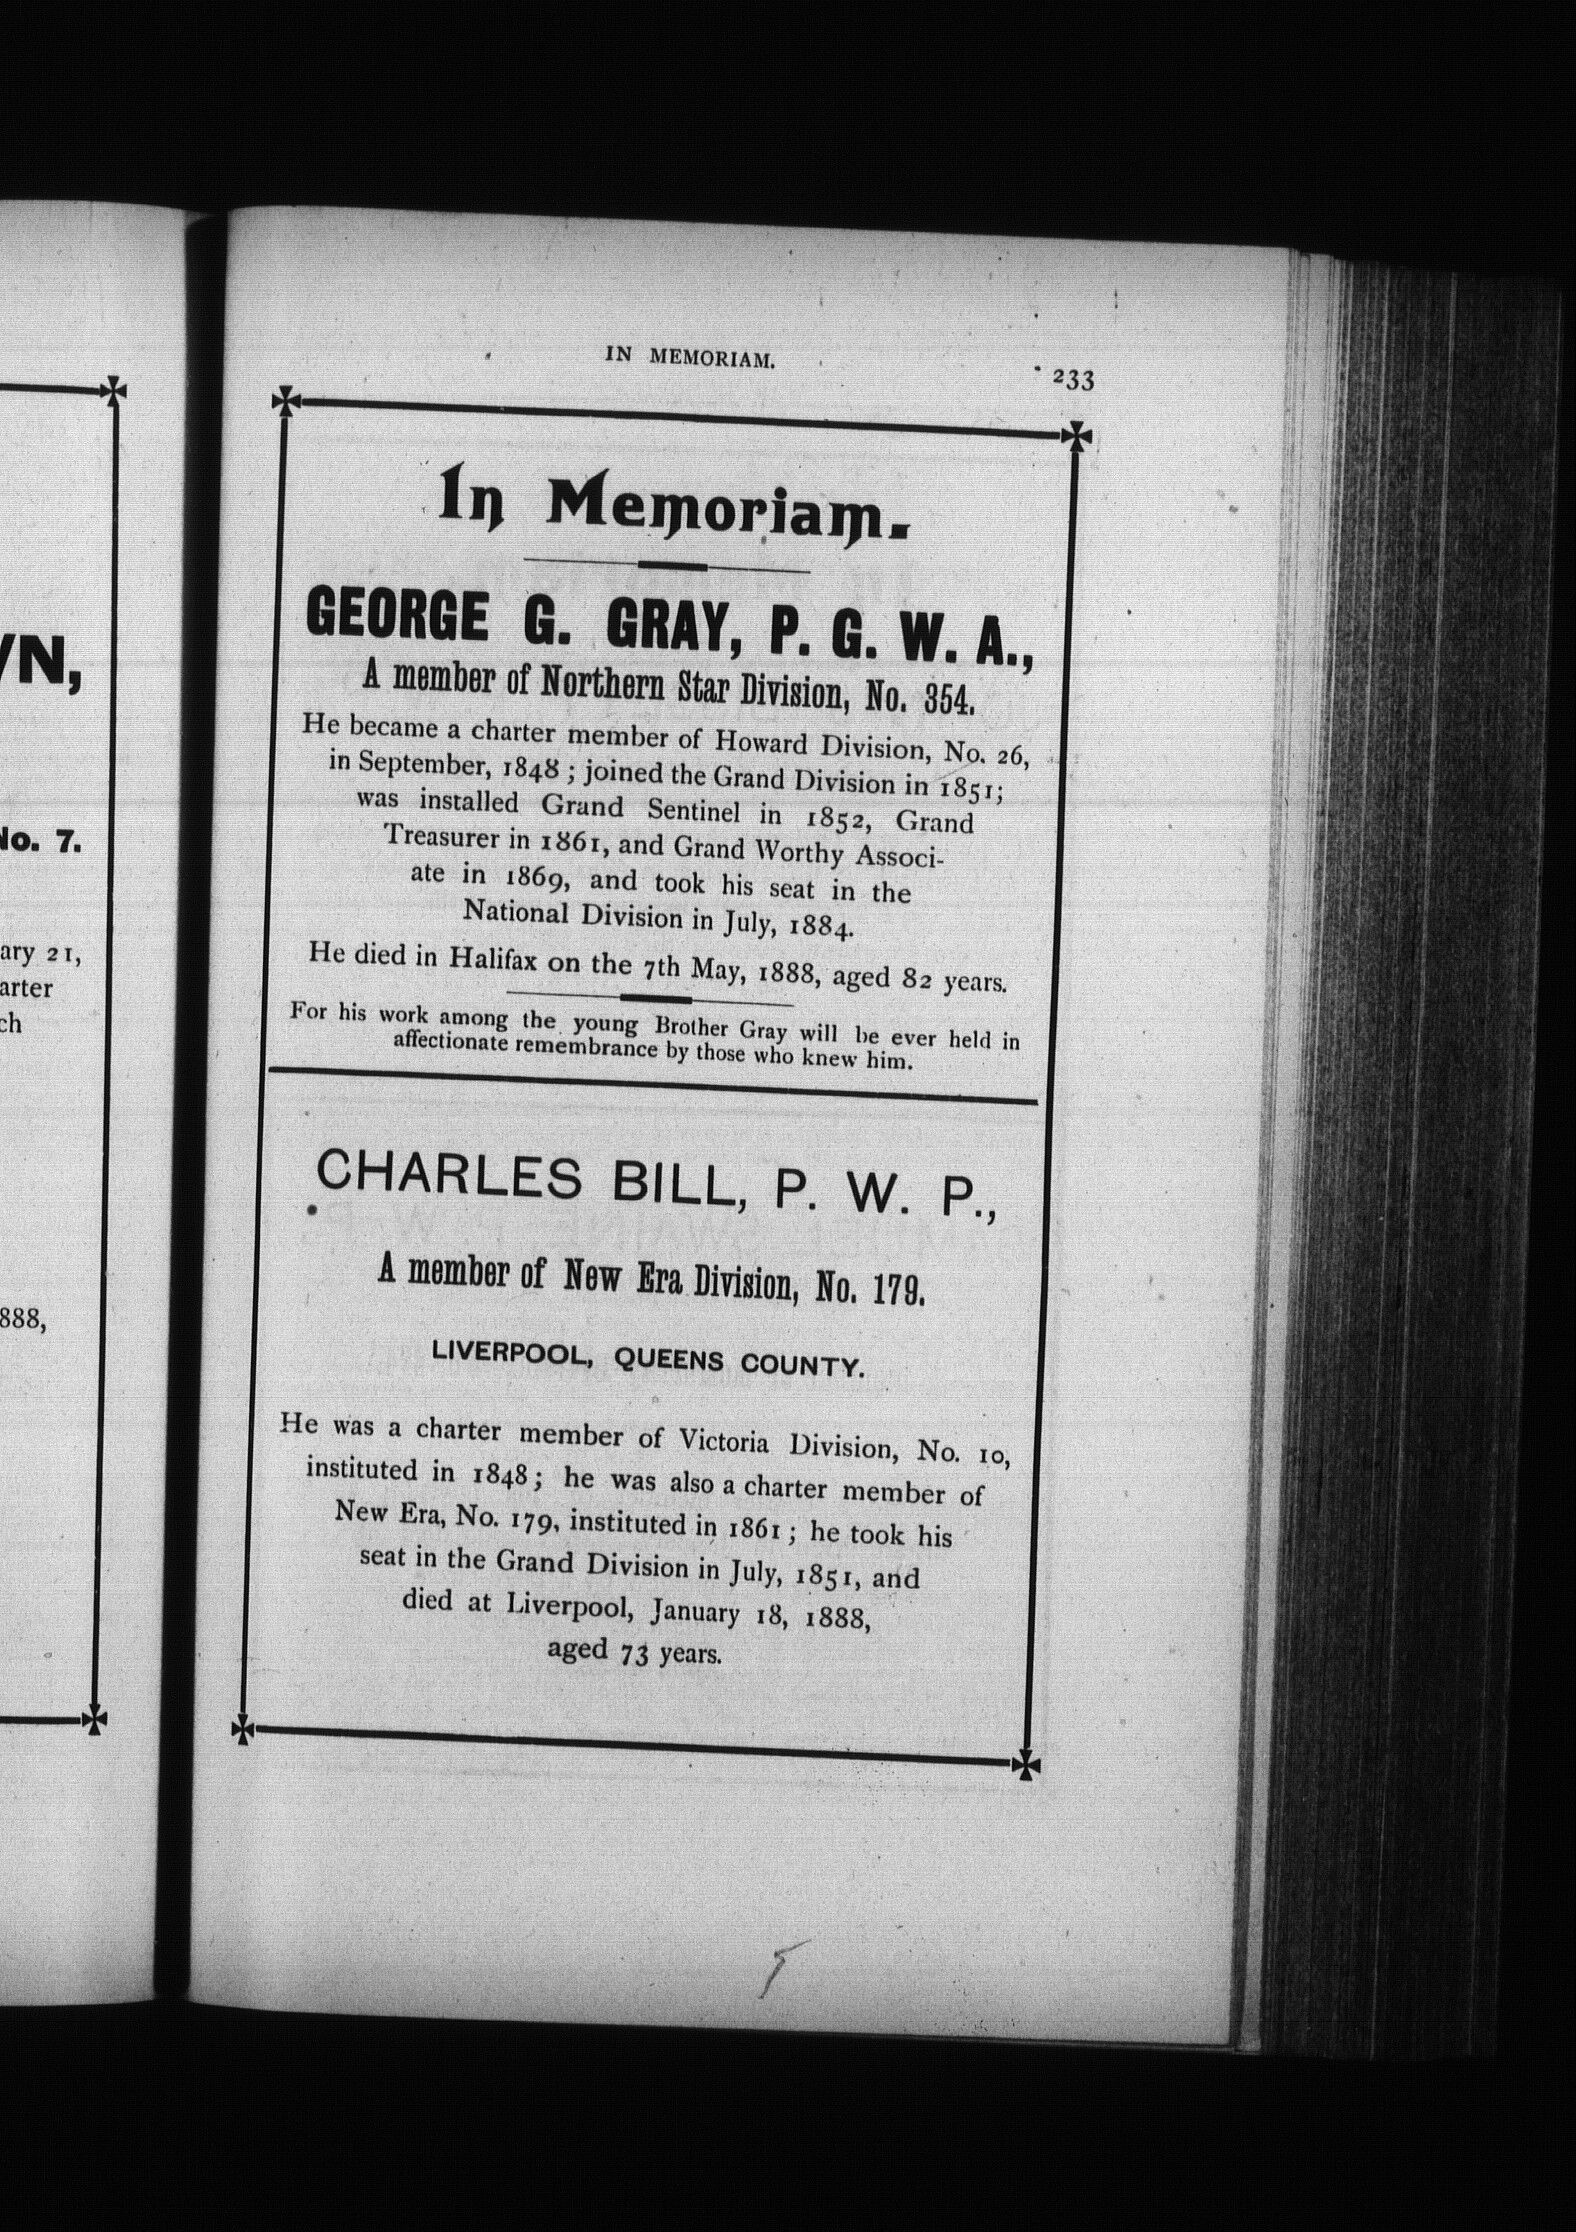 VN,
No. 7.
ary 21,
arter
ch
888,
IN MEMORIAM.
233
In Memoriam.
GEORGE G. GRAY, P. G. W. A.,
A member of Northern Star Division, No. 354.
He became a charter member of Howard Division, No. 26,
in September, 1848 ; joined the Grand Division in 1851;
was installed Grand Sentinel in 1852, Grand
Treasurer in 1861, and Grand Worthy Associ-
ate in 1869, and took his seat in the
National Division in July, 1884.
He died in Halifax on the 7th May, 1888, aged 82 years.
For his work among the young Brother Gray will be ever held in
affectionate remembrance by those who knew him.
CHARLES BILL, P. W. P.,
A member of New Era Division, No. 179.
LIVERPOOL, QUEENS COUNTY.
He was a charter member of Victoria Division, No. 10,
instituted in 1848 ; he was also a charter member of
New Era, No. 179, instituted in 1861 ; he took his
seat in the Grand Division in July, 1851, and
died at Liverpool, January 18, 1888,
aged 73 years.